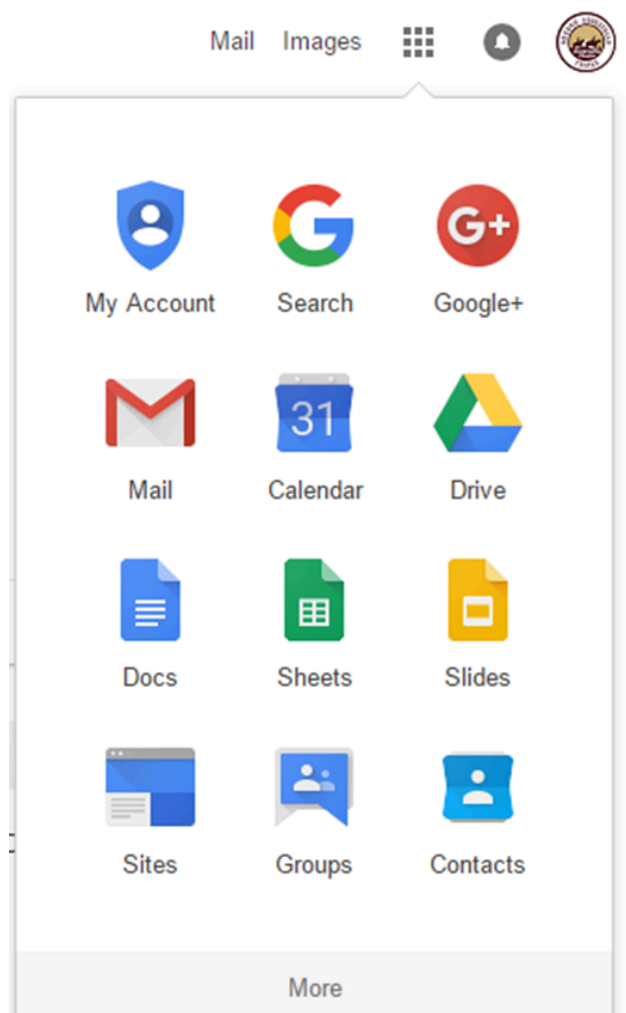 Mail Images
G+
My Account Search Google+
31
Mail Calendar Drive
Docs Sheets Slides
Sites Groups Contacts
More